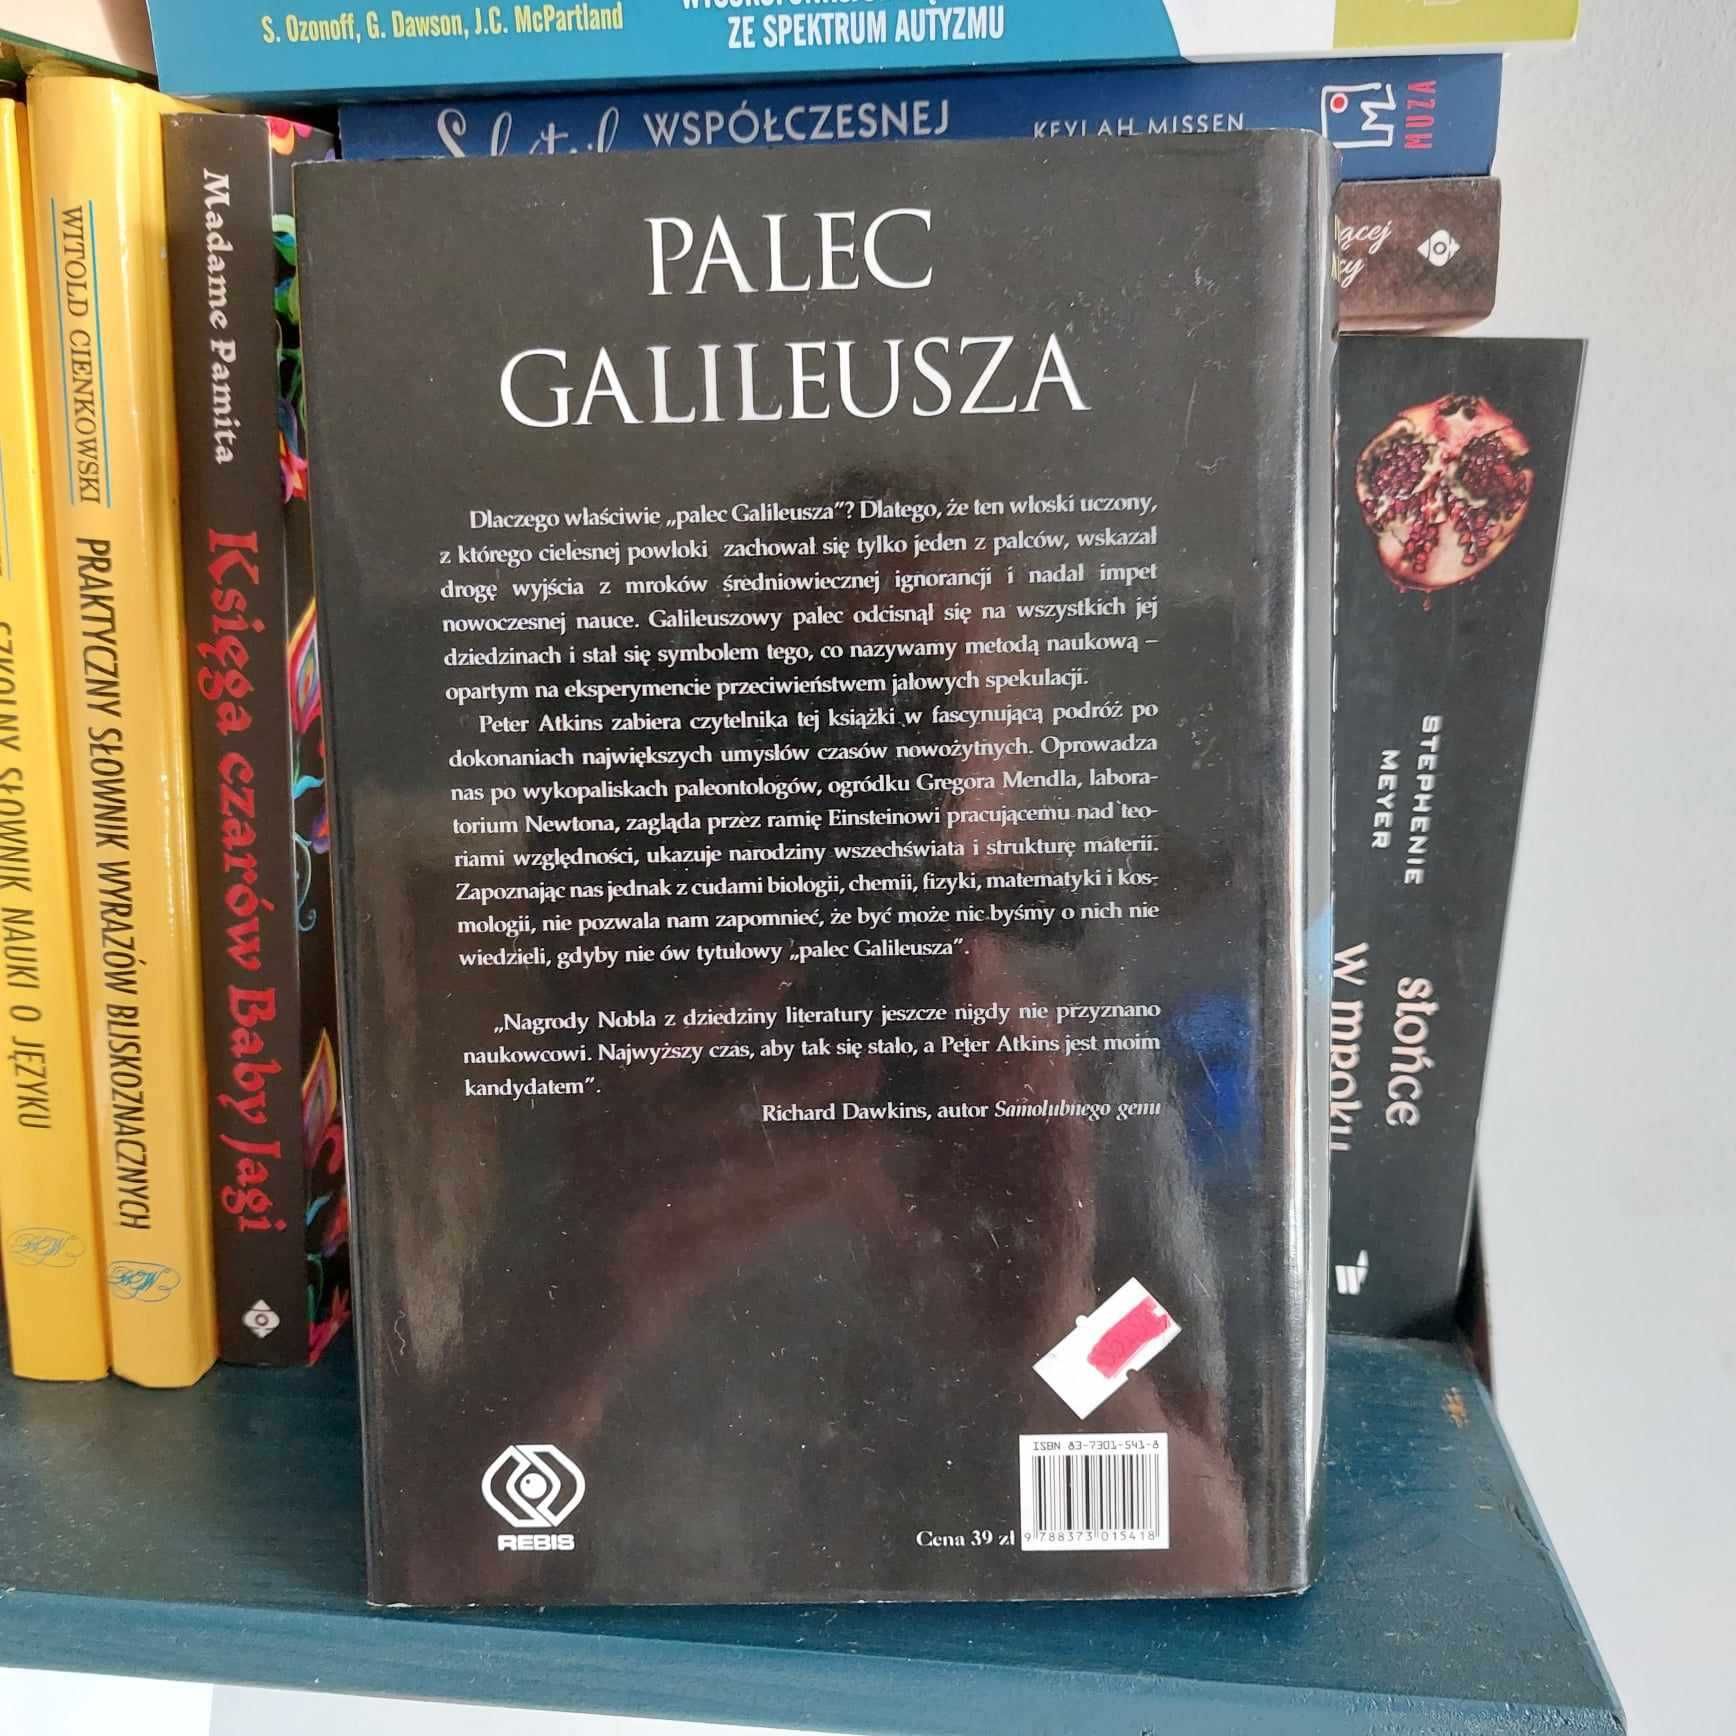 S. Ozonoff, G. Dawson, J.C. McPartland
ZE SPEKTRUM AUTYZMU
WSPÓŁCZESNEJ
KEYLAH MISSEN
MUZA
SZKOLNY SŁOWNIK NAUKI O JĘZYKU
WITOLD CIENKOWSKI PRAKTYCZNY SŁOWNIK WYRAZÓW BLISKOZNACZNYCH
Madame Pamita Księga czarów Baby Jagi
PALEC
GALILEUSZA
Dlaczego właściwie „palec Galileusza”? Dlatego, że ten włoski uczony,
z którego cielesnej powłoki zachował się tylko jeden z palców, wskazał
drogę wyjścia z mroków średniowiecznej ignorancji i nadał impet
nowoczesnej nauce. Galileuszowy palec odcisnął się na wszystkich jej
dziedzinach i stał się symbolem tego, co nazywamy metodą naukową –
opartym na eksperymencie przeciwieństwem jałowych spekulacji.
Peter Atkins zabiera czytelnika tej książki w fascynującą podróż po
dokonaniach największych umysłów czasów nowożytnych. Oprowadza
nas po wykopaliskach paleontologów, ogródku Gregora Mendla, labora-
torium Newtona, zagląda przez ramię Einsteinowi pracującemu nad teo-
riami względności, ukazuje narodziny wszechświata i strukturę materii.
Zapoznając nas jednak z cudami biologii, chemii, fizyki, matematyki i kos-
mologii, nie pozwala nam zapomnieć, że być może nic byśmy o nich nie
wiedzieli, gdyby nie ów tytułowy „palec Galileusza”.
„Nagrody Nobla z dziedziny literatury jeszcze nigdy nie przyznano
naukowcowi. Najwyższy czas, aby tak się stało, a Peter Atkins jest moim
kandydatem”.
Richard Dawkins, autor Samolubnego genu
REBIS
Cena 39 zł
ISBN 83-7301-541-8
9 788373 015418
STEPHENIE
MEYER
słońce
w mroku